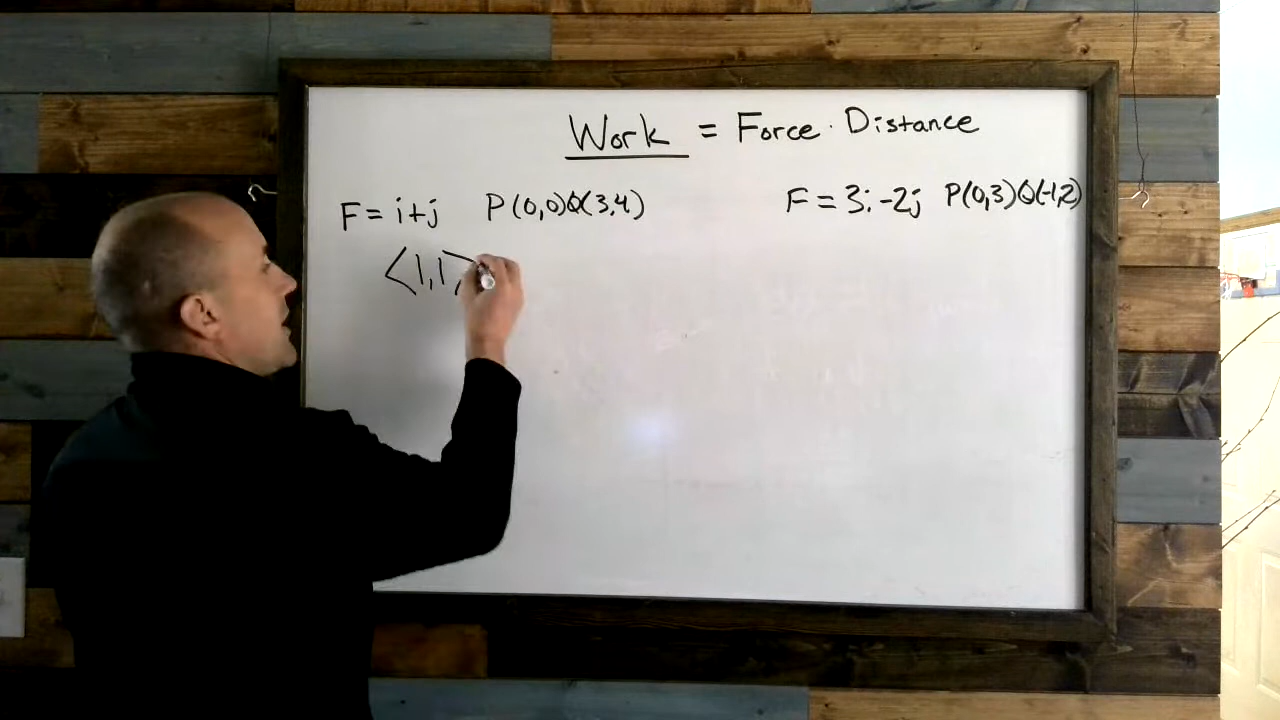 Work = Force · Distance
F = i+j P(0,0)Q(3,4) F = 3i-2j P(0,3)Q(-1,2)
<1,1>